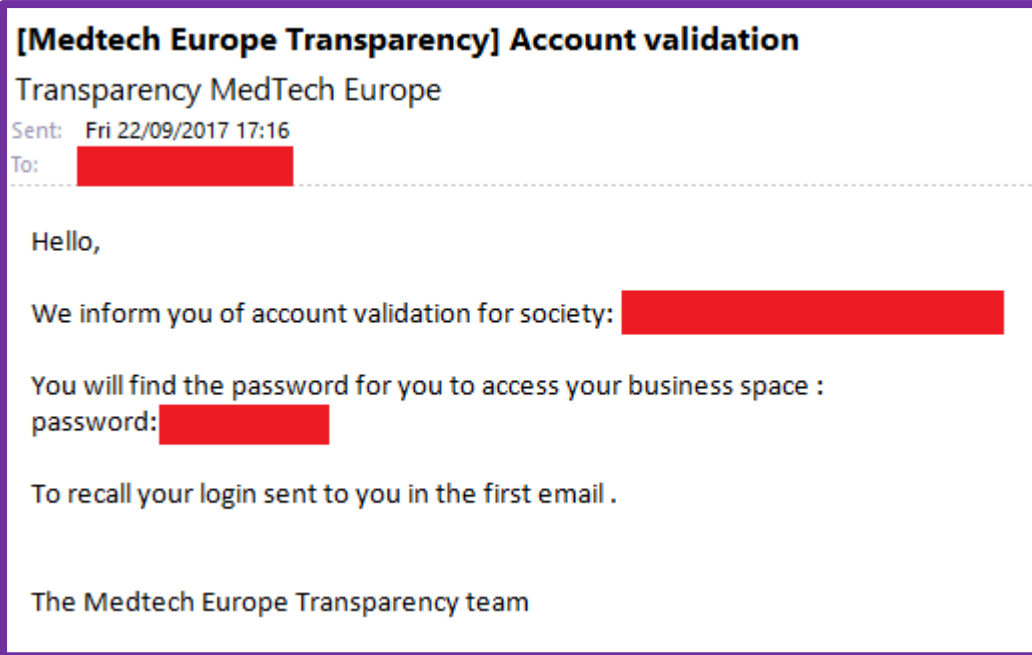 [Medtech Europe Transparency] Account validation
Transparency MedTech Europe
Sent: Fri 22/09/2017 17:16
To:
Hello,
We inform you of account validation for society:
You will find the password for you to access your business space :
password:
To recall your login sent to you in the first email .
The Medtech Europe Transparency team